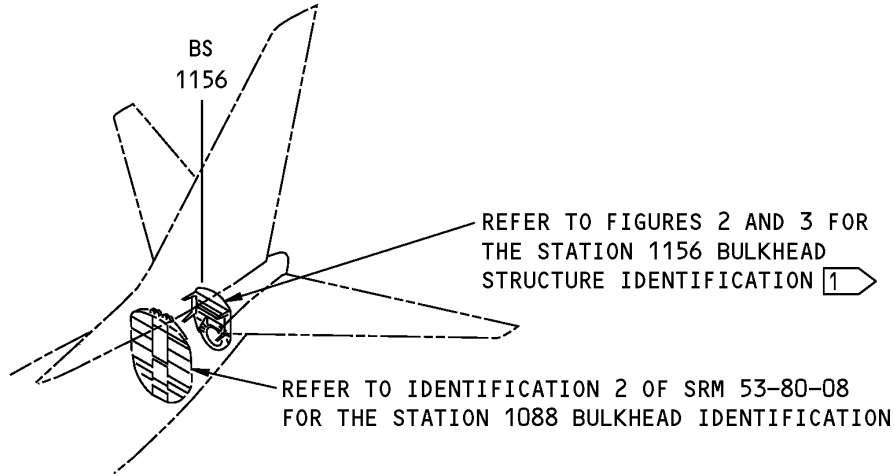 BS
1156
REFER TO FIGURES 2 AND 3 FOR
THE STATION 1156 BULKHEAD
STRUCTURE IDENTIFICATION 1
REFER TO IDENTIFICATION 2 OF SRM 53-80-08
FOR THE STATION 1088 BULKHEAD IDENTIFICATION